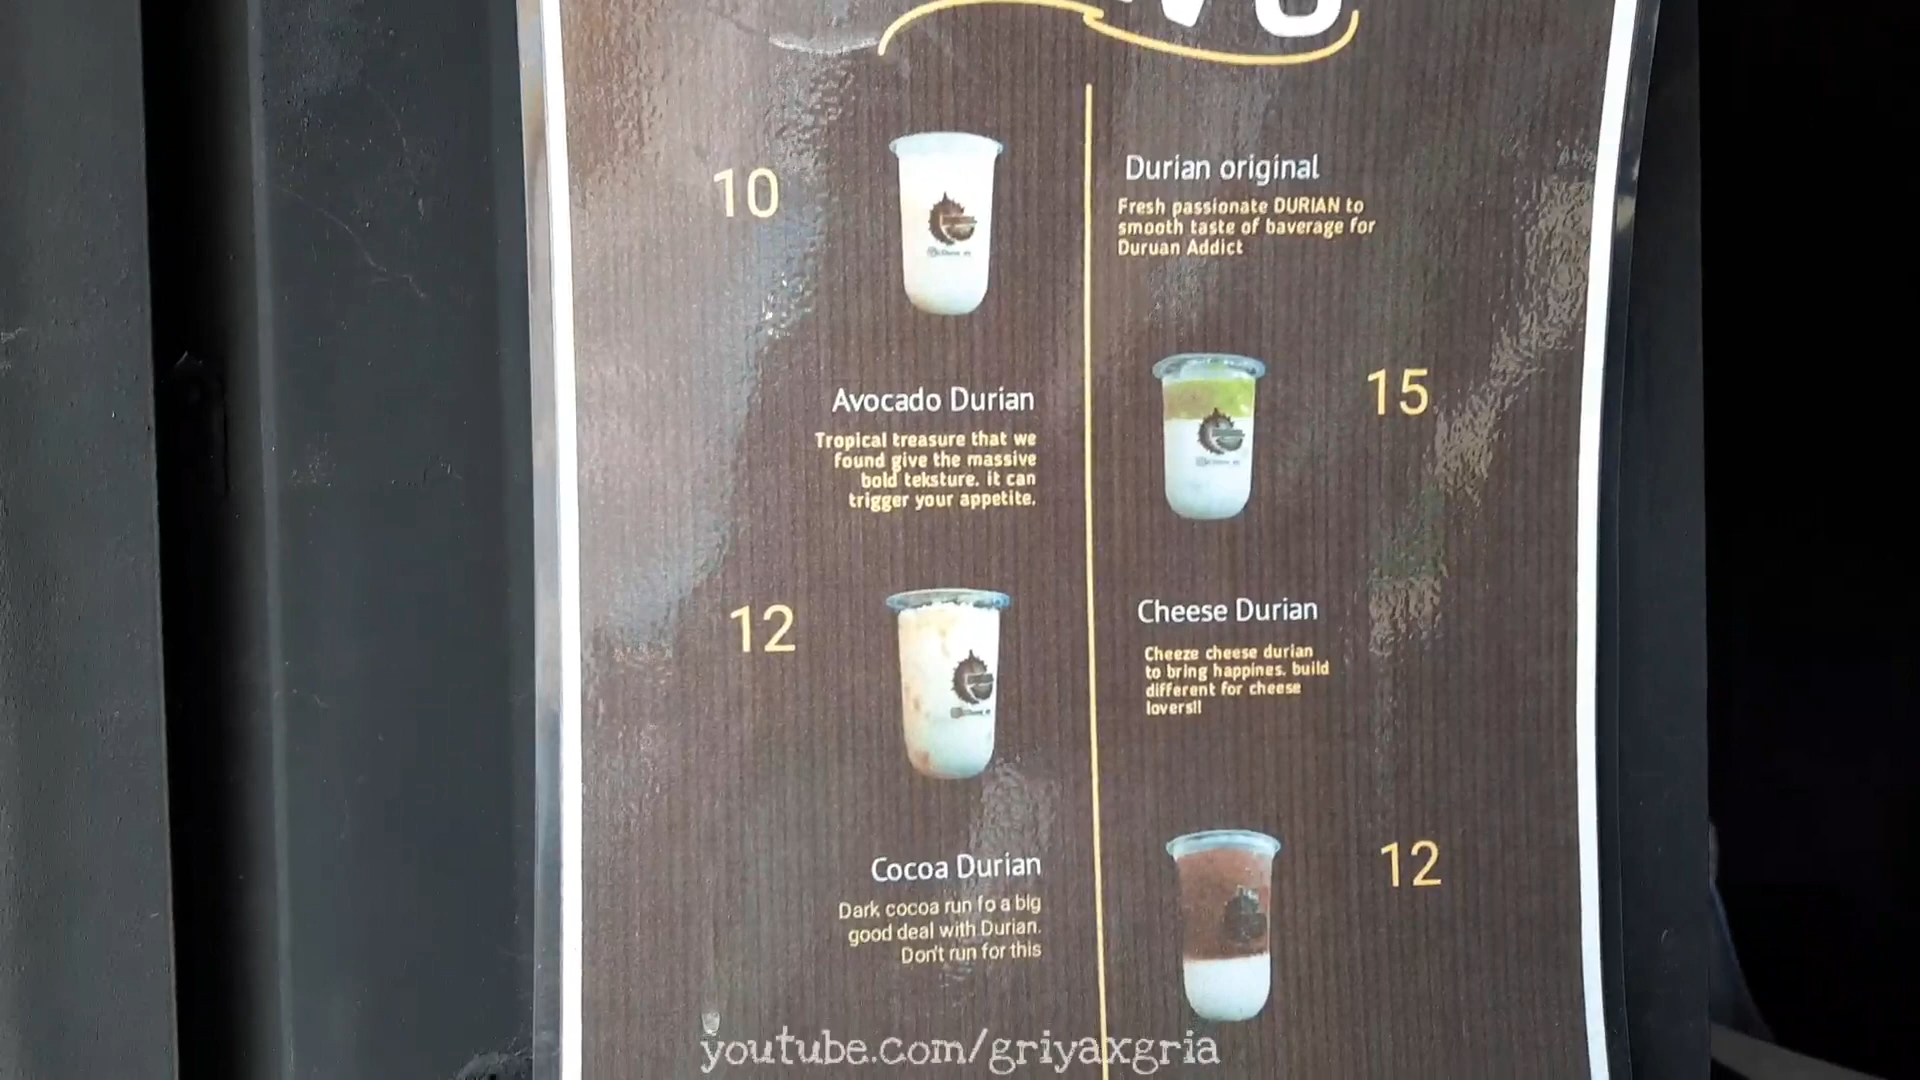 10
Durian original
Fresh passionate DURIAN to
smooth taste of baverage for
Duruan Addict
Avocado Durian
Tropical treasure that we
found give the massive
bold teksture. it can
trigger your appetite.
15
12
Cheese Durian
Cheeze cheese durian
to bring happines. build
different for cheese
lovers!!
Cocoa Durian
Dark cocoa run fo a big
good deal with Durian.
Don't run for this
12
youtube.com/griyaxgria